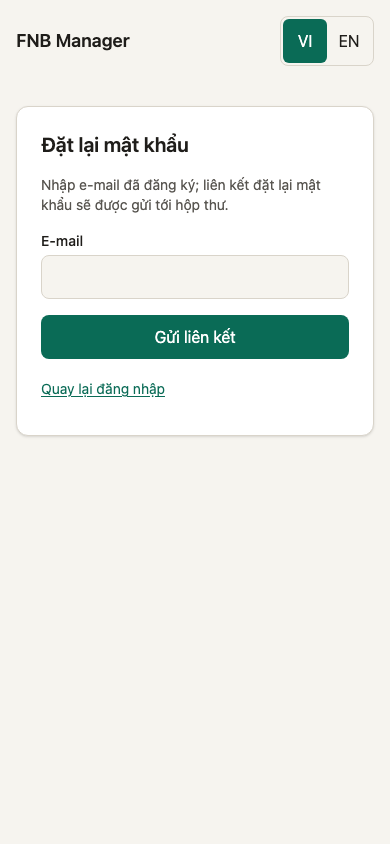 FNB Manager
VI
EN
Đặt lại mật khẩu
Nhập e-mail đã đăng ký; liên kết đặt lại mật
khẩu sẽ được gửi tới hộp thư.
E-mail
Gửi liên kết
Quay lại đăng nhập